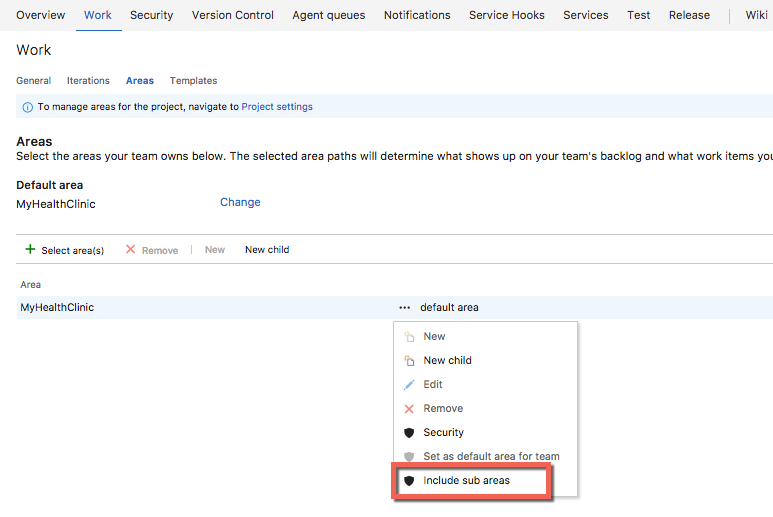 Overview Work Security Version Control Agent queues Notifications Service Hooks Services Test Release Wiki
Work
General Iterations Areas Templates
To manage areas for the project, navigate to Project settings
Areas
Select the areas your team owns below. The selected area paths will determine what shows up on your team's backlog and what work items you
Default area
MyHealthClinic Change
Select area(s) Remove New New child
Area
MyHealthClinic ••• default area
New
New child
Edit
Remove
Security
Set as default area for team
Include sub areas